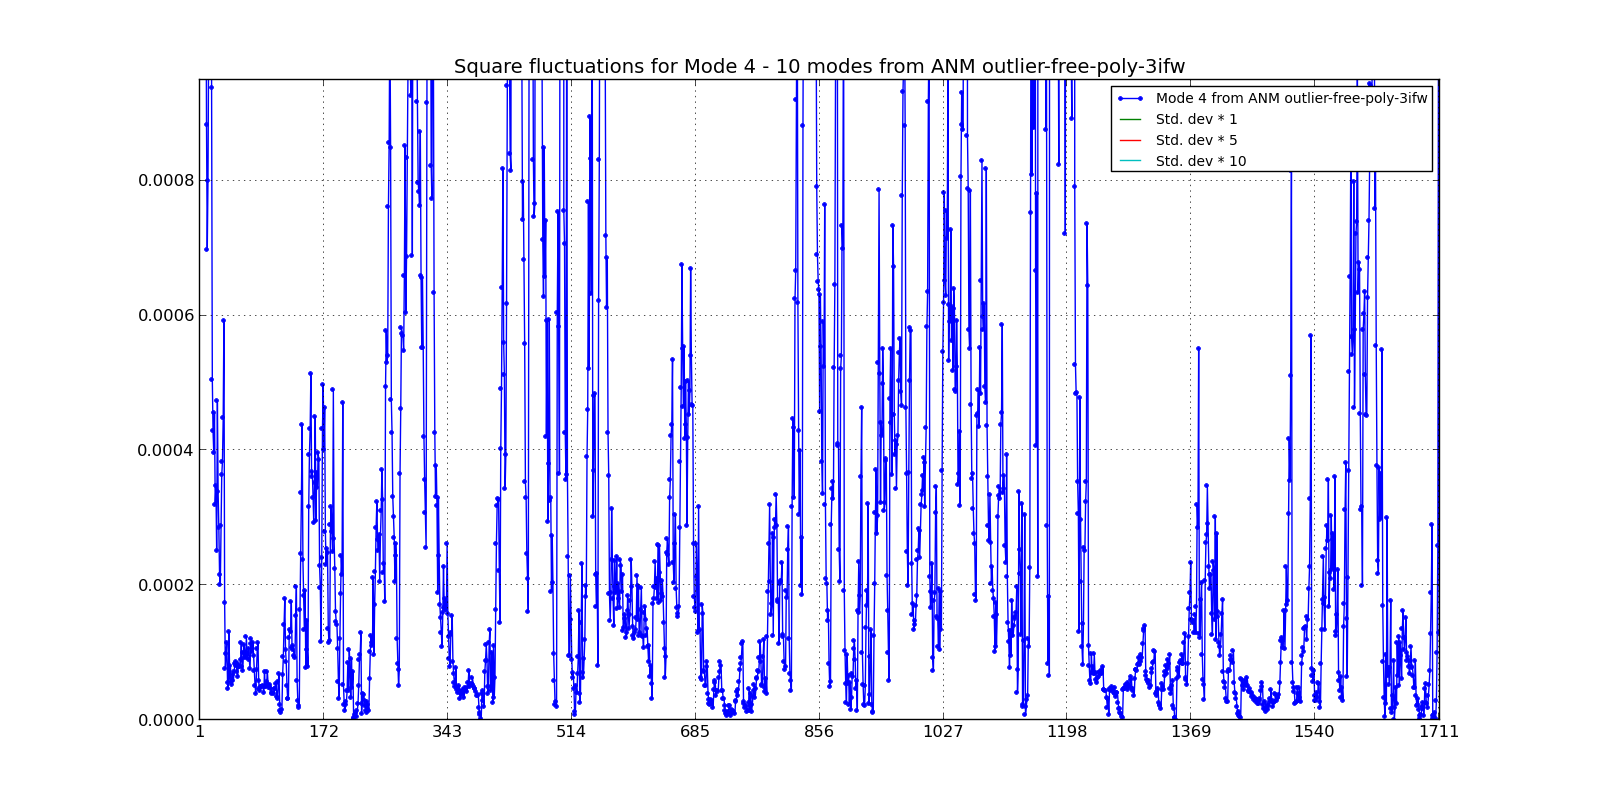 Square fluctuations for Mode 4 - 10 modes from ANM outlier-free-poly-3ifw
Mode 4 from ANM outlier-free-poly-3ifw
Std. dev * 1
Std. dev * 5
Std. dev * 10
0.0008
0.0006
0.0004
0.0002
0.0000
1 172 343 514 685 856 1027 1198 1369 1540 1711